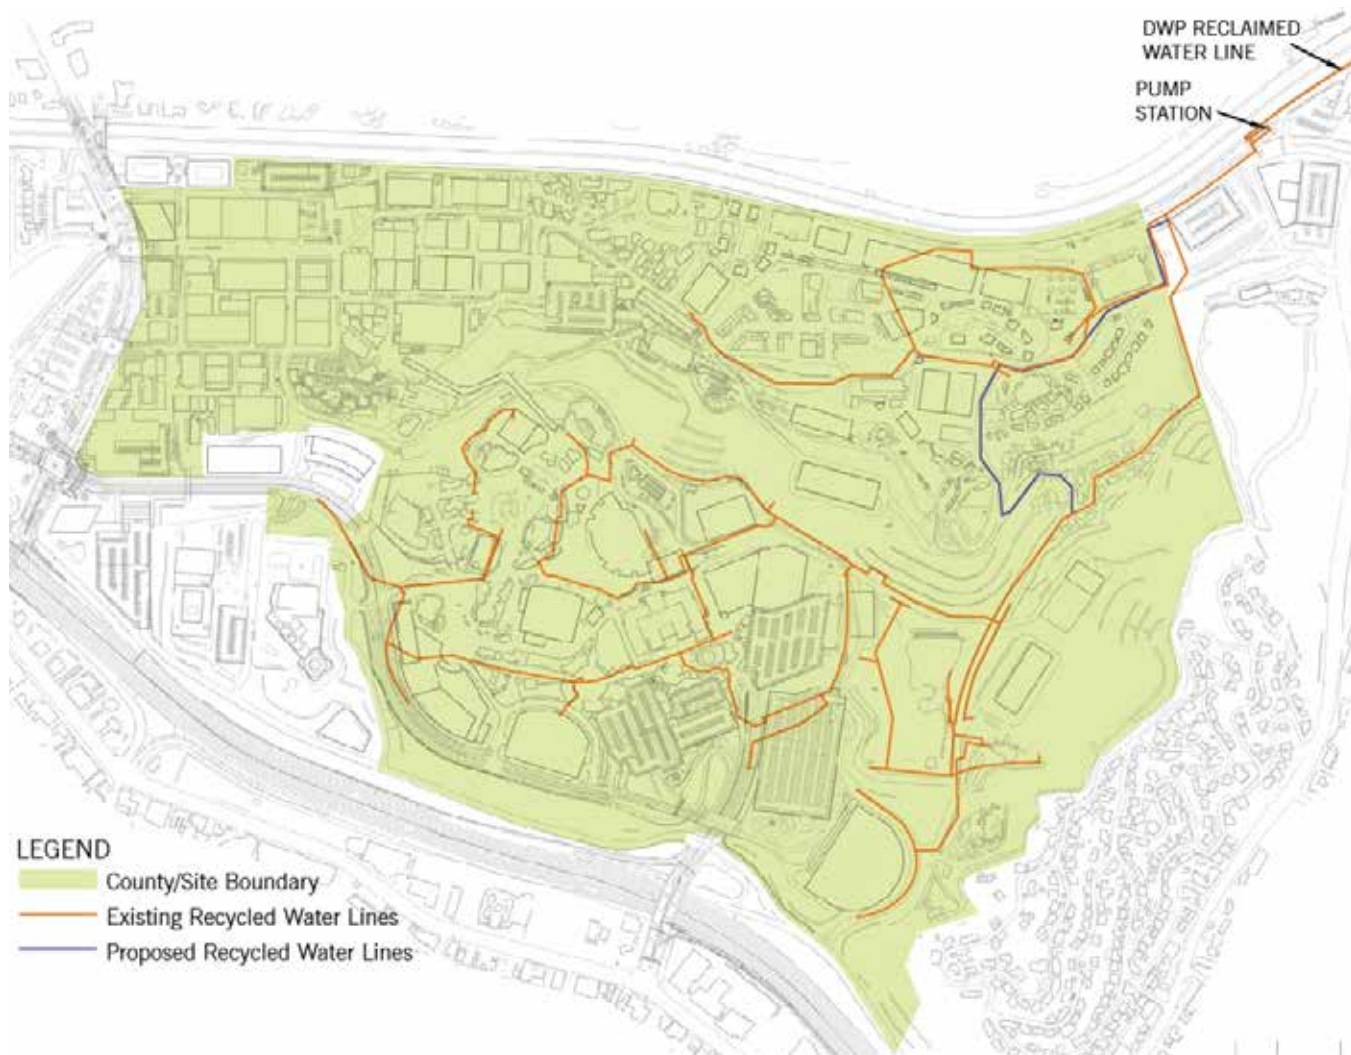 DWP RECLAIMED
WATER LINE
PUMP
STATION
LEGEND
County/Site Boundary
Existing Recycled Water Lines
Proposed Recycled Water Lines